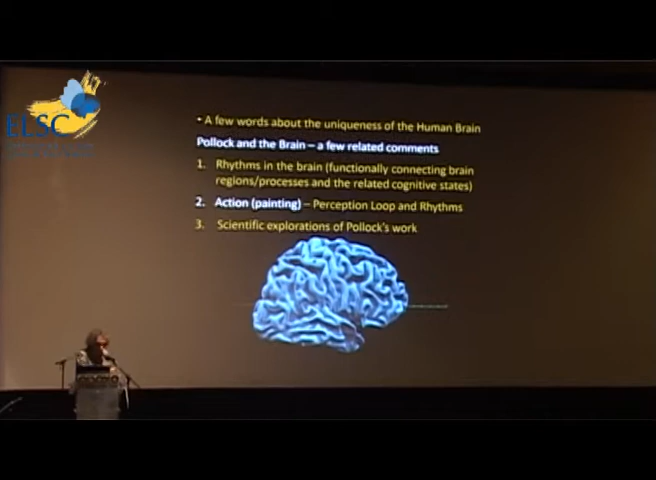 ELSC
• A few words about the uniqueness of the Human Brain
Pollock and the Brain – a few related comments
1. Rhythms in the brain (functionally connecting brain
regions/processes and the related cognitive states)
2. Action (painting) – Perception Loop and Rhythms
3. Scientific explorations of Pollock's work